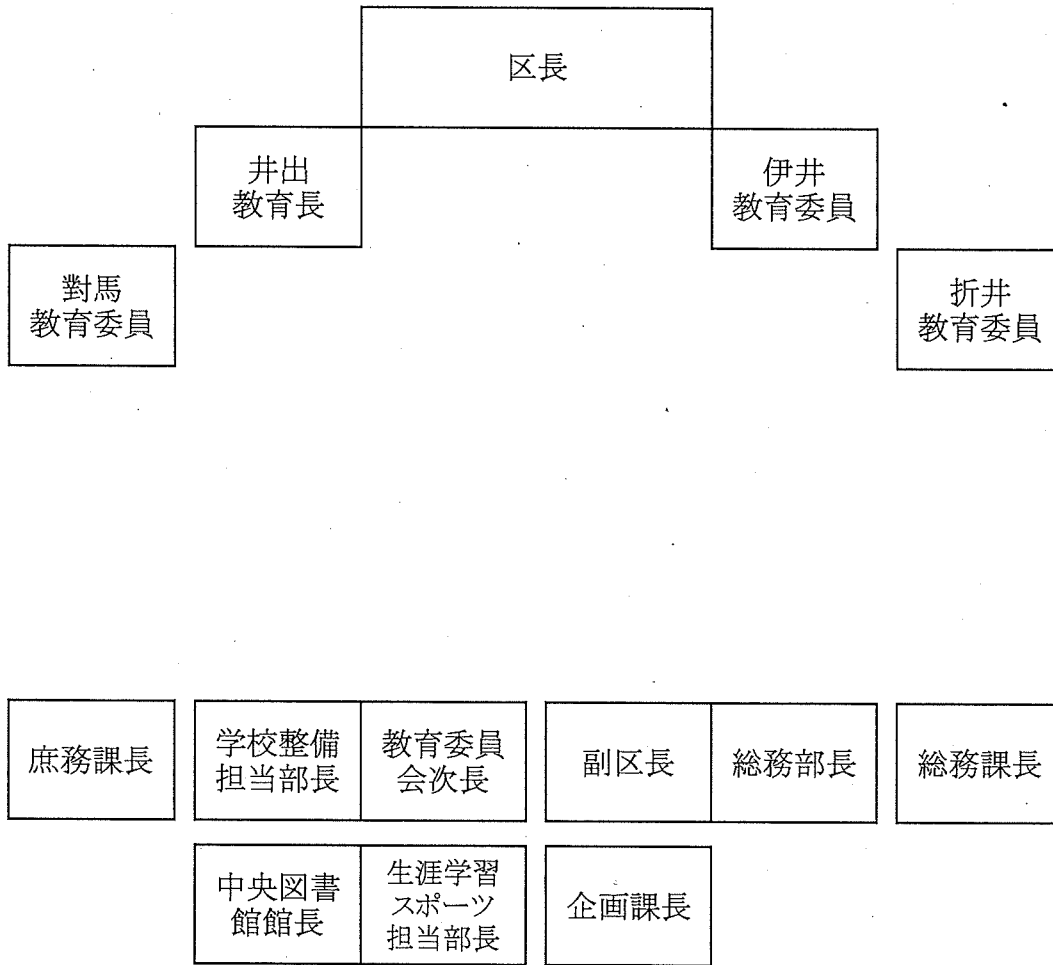 区長
井出
教育長
伊井
教育委員
對馬
教育委員
折井
教育委員
庶務課長
学校整備
担当部長
教育委員
会次長
副区長
総務部長
総務課長
中央図書
館館長
生涯学習
スポーツ
担当部長
企画課長